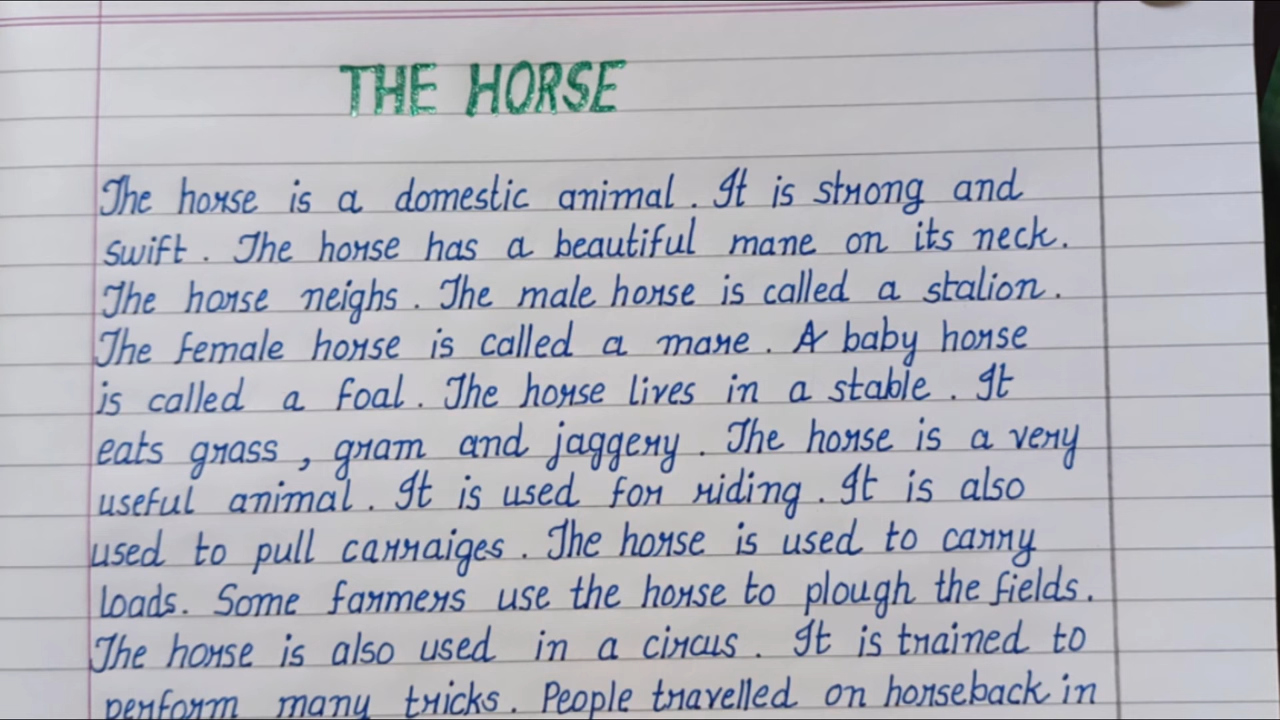 THE HORSE
The horse is a domestic animal. It is strong and
swift. The horse has a beautiful mane on its neck.
The horse neighs. The male horse is called a stalion.
The female horse is called a mare. A baby horse
is called a foal. The horse lives in a stable. It
eats grass, gram and jaggery. The horse is a very
useful animal. It is used for riding. It is also
used to pull carraiges. The horse is used to carry
loads. Some farmers use the horse to plough the fields.
The horse is also used in a circus. It is trained to
perform many tricks. People travelled on horseback in